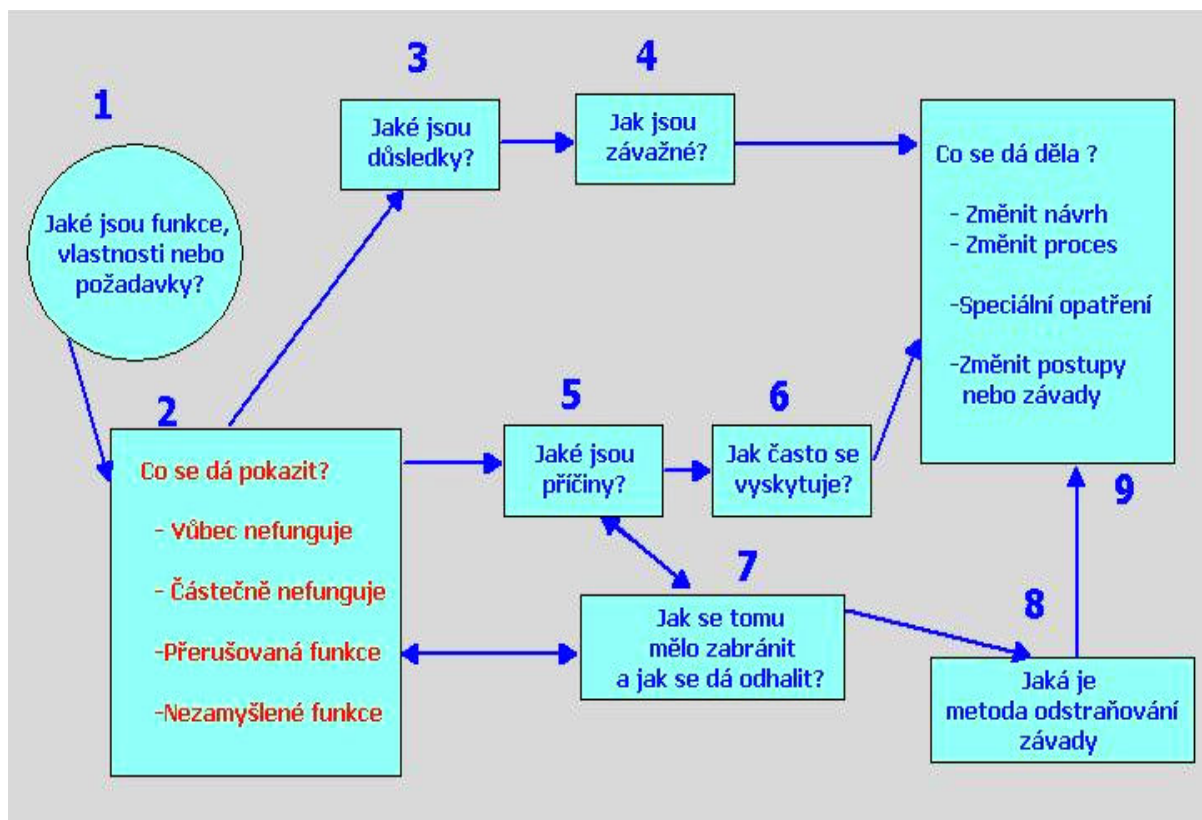 1
Jaké jsou funkce,
vlastnosti nebo
požadavky?
2
Co se dá pokazit?
- Vůbec nefunguje
- Částečně nefunguje
-Přerušovaná funkce
-Nezamyšlené funkce
3
Jaké jsou
důsledky?
4
Jak jsou
závažné?
5
Jaké jsou
příčiny?
6
Jak často se
vyskytuje?
7
Jak se tomu
mělo zabránit
a jak se dá odhalit?
8
Jaká je
metoda odstraňování
závady
9
Co se dá děla ?
- Změnit návrh
- Změnit proces
-Speciální opatření
-Změnit postupy
nebo závady